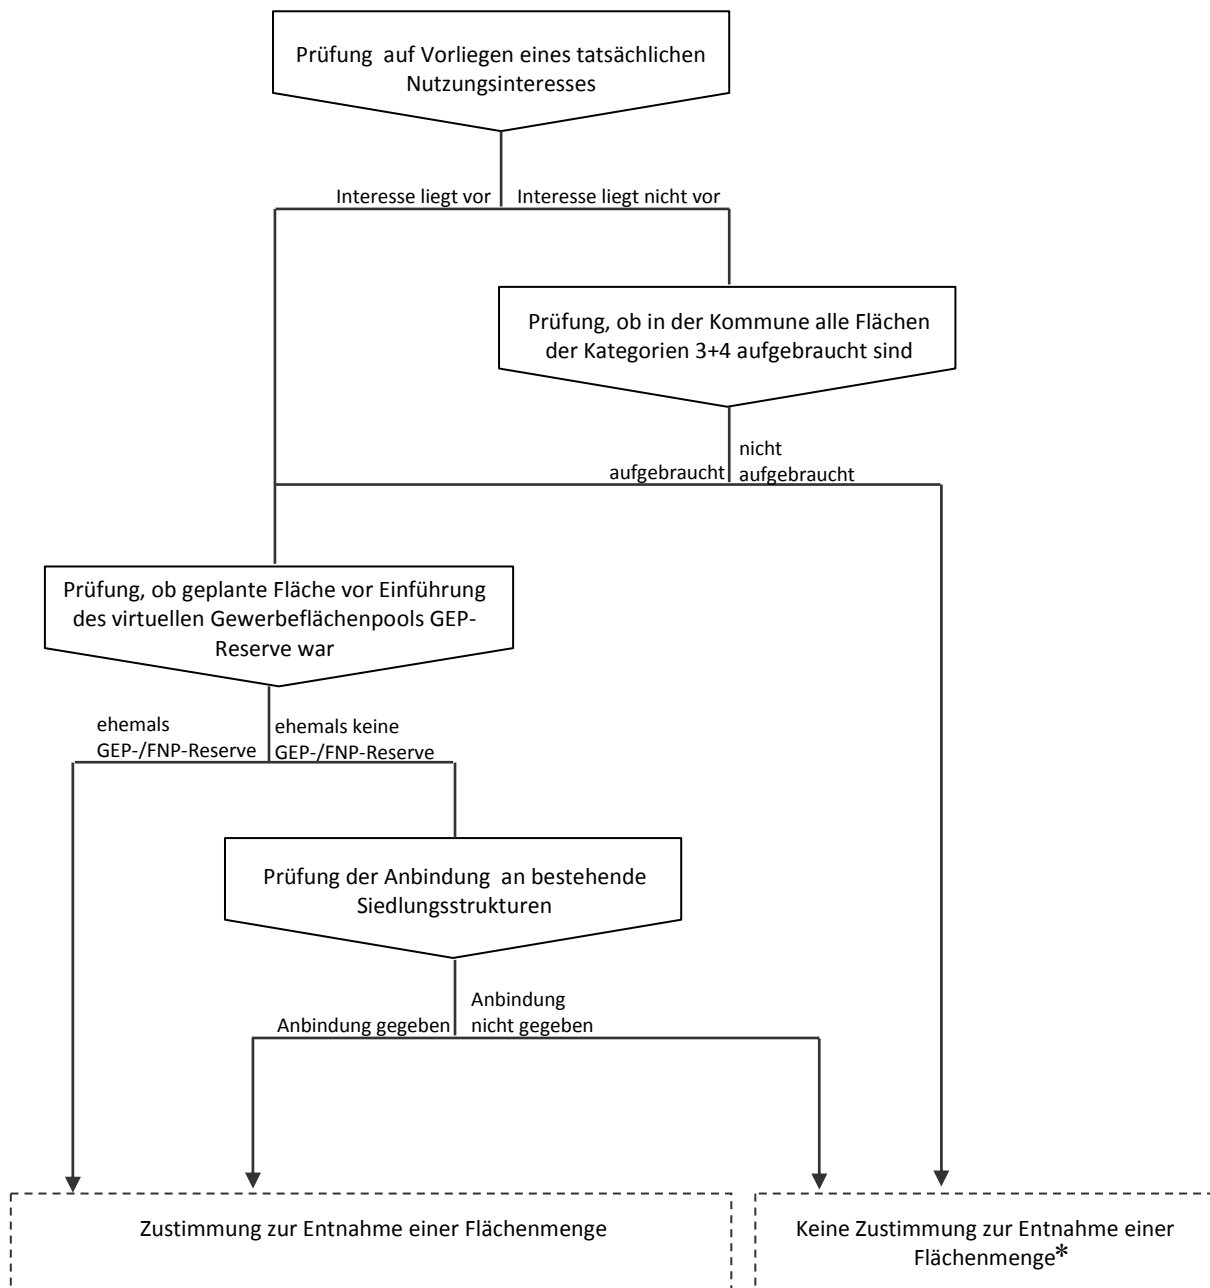 Prüfung auf Vorliegen eines tatsächlichen
Nutzungsinteresses
Interesse liegt vor
Interesse liegt nicht vor
Prüfung, ob in der Kommune alle Flächen
der Kategorien 3+4 aufgebraucht sind
aufgebraucht
nicht
aufgebraucht
Prüfung, ob geplante Fläche vor Einführung
des virtuellen Gewerbeflächenpools GEP-
Reserve war
ehemals
GEP-/FNP-Reserve
ehemals keine
GEP-/FNP-Reserve
Prüfung der Anbindung an bestehende
Siedlungsstrukturen
Anbindung gegeben
Anbindung
nicht gegeben
Zustimmung zur Entnahme einer Flächenmenge
Keine Zustimmung zur Entnahme einer
Flächenmenge*